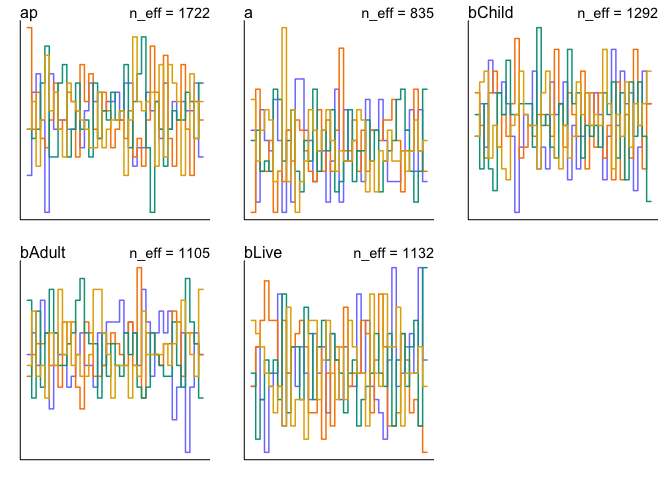 ap n_eff = 1722
a n_eff = 835
bChild n_eff = 1292
bAdult n_eff = 1105
bLive n_eff = 1132